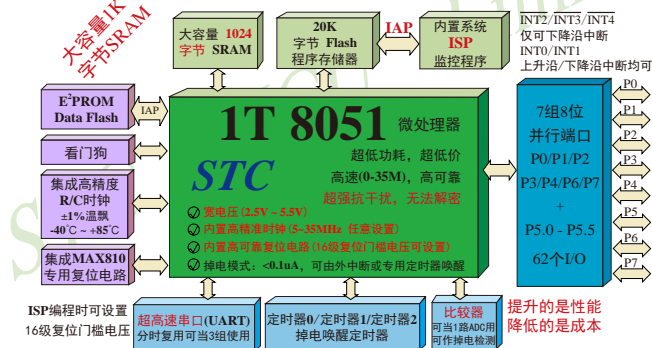 大容量1K
字节SRAM
大容量 1024
字节 SRAM
20K
字节 Flash
程序存储器
IAP
内置系统
ISP
监控程序
INT2/INT3/INT4
仅可下降沿中断
INT0/INT1
上升沿/下降沿中断均可
E²PROM
Data Flash
IAP
看门狗
集成高精度
R/C时钟
±1%温飘
-40℃ ~ +85℃
集成MAX810
专用复位电路
1T 8051 微处理器
STC
超低功耗，超低价
高速(0-35M)，高可靠
超强抗干扰，无法解密
宽电压(2.5V ~ 5.5V)
内置高精准时钟(5~35MHz 任意设置)
内置高可靠复位电路(16级复位门槛电压可设置)
掉电模式：<0.1uA，可由外中断或专用定时器唤醒
7组8位
并行端口
P0/P1/P2
P3/P4/P6/P7
+
P5.0 - P5.5
62个I/O
P0
P1
P2
P3
P4
P5
P6
P7
ISP编程时可设置
16级复位门槛电压
超高速串口(UART)
分时复用可当3组使用
定时器0/定时器1/定时器2
掉电唤醒定时器
比较器
可当1路ADC用
可作掉电检测
提升的是性能
降低的是成本